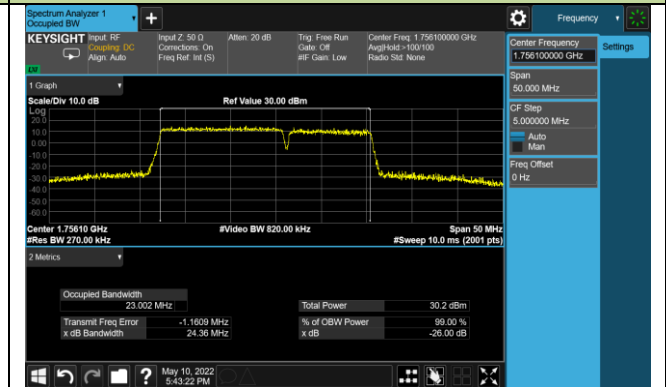 Spectrum Analyzer 1
Occupied BW
Frequency
KEYSIGHT
Input: RF
Coupling: DC
Align: Auto
Input Z: 50 Ω
Corrections: On
Freq Ref: Int (S)
Atten: 20 dB
Trig: Free Run
Gate: Off
#IF Gain: Low
Center Freq: 1.756100000 GHz
Avg|Hold:>100/100
Radio Std: None
Center Frequency
1.756100000 GHz
Settings
Span
50.000 MHz
CF Step
5.000000 MHz
Auto
Man
Freq Offset
0 Hz
1 Graph
Scale/Div 10.0 dB
Ref Value 30.00 dBm
Log
20.0
10.0
0.00
-10.0
-20.0
-30.0
-40.0
-50.0
-60.0
Center 1.75610 GHz
#Video BW 820.00 kHz
Span 50 MHz
#Res BW 270.00 kHz
#Sweep 10.0 ms (2001 pts)
2 Metrics
Occupied Bandwidth
23.002 MHz
Total Power
30.2 dBm
Transmit Freq Error
-1.1609 MHz
% of OBW Power
99.00 %
x dB Bandwidth
24.36 MHz
x dB
-26.00 dB
?
May 10, 2022
5:43:22 PM